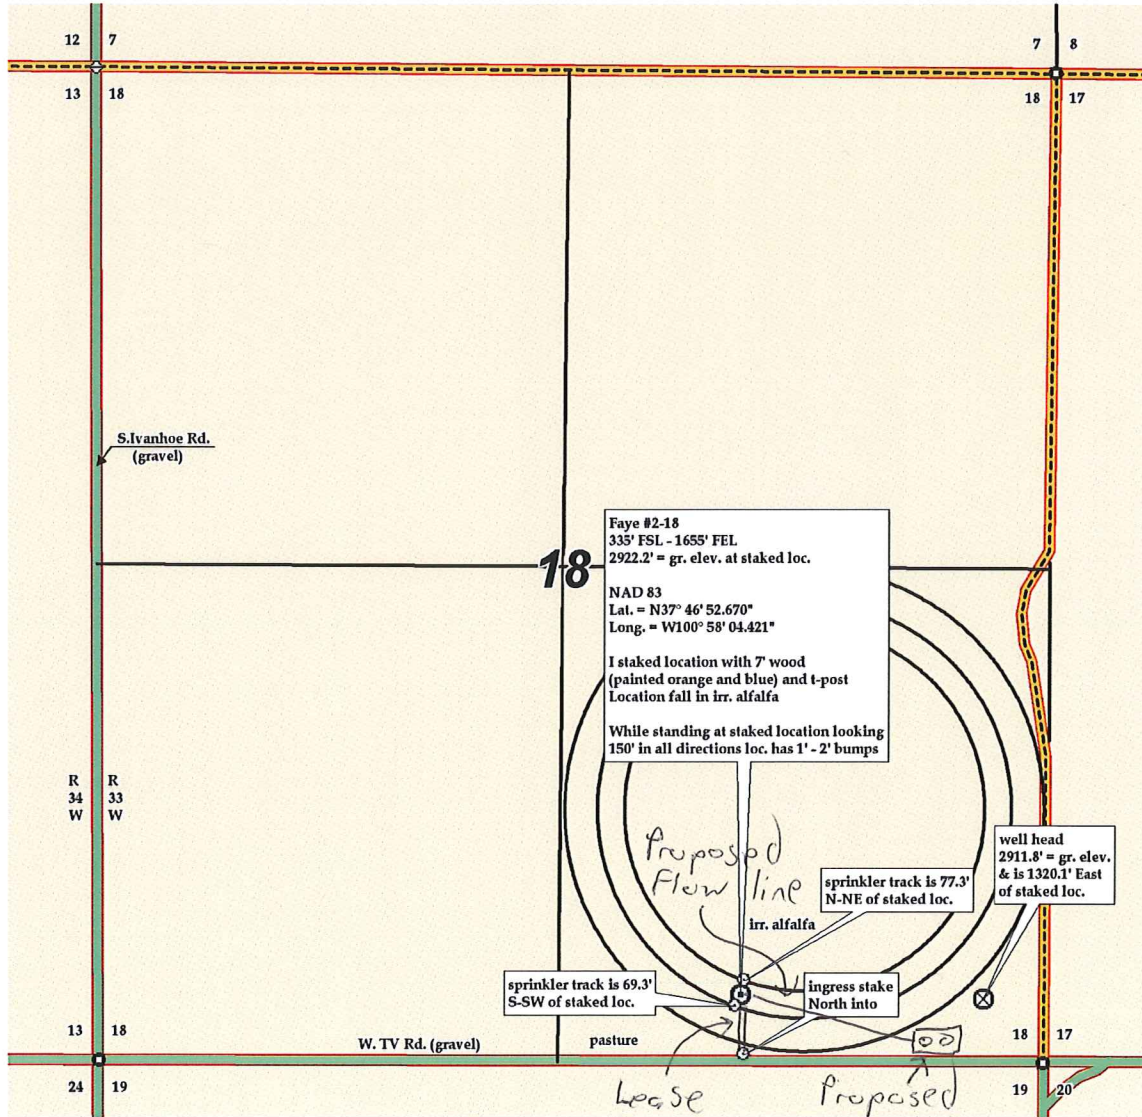 12 7
7 8
13 18
18 17
S.Ivanhoe Rd.
(gravel)
Faye #2-18
335' FSL - 1655' FEL
2922.2' = gr. elev. at staked loc.
NAD 83
Lat. = N37° 46' 52.670"
Long. = W100° 58' 04.421"
I staked location with 7' wood
(painted orange and blue) and t-post
Location fall in irr. alfalfa
While standing at staked location looking
150' in all directions loc. has 1' - 2' bumps
18
R R
34 33
W W
well head
2911.8' = gr. elev.
& is 1320.1' East
of staked loc.
Proposed
Flow line
sprinkler track is 77.3'
N-NE of staked loc.
irr. alfalfa
sprinkler track is 69.3'
S-SW of staked loc.
ingress stake
North into
13 18
W. TV Rd. (gravel)
pasture
18 17
24 19
19 20
Lease
Proposed